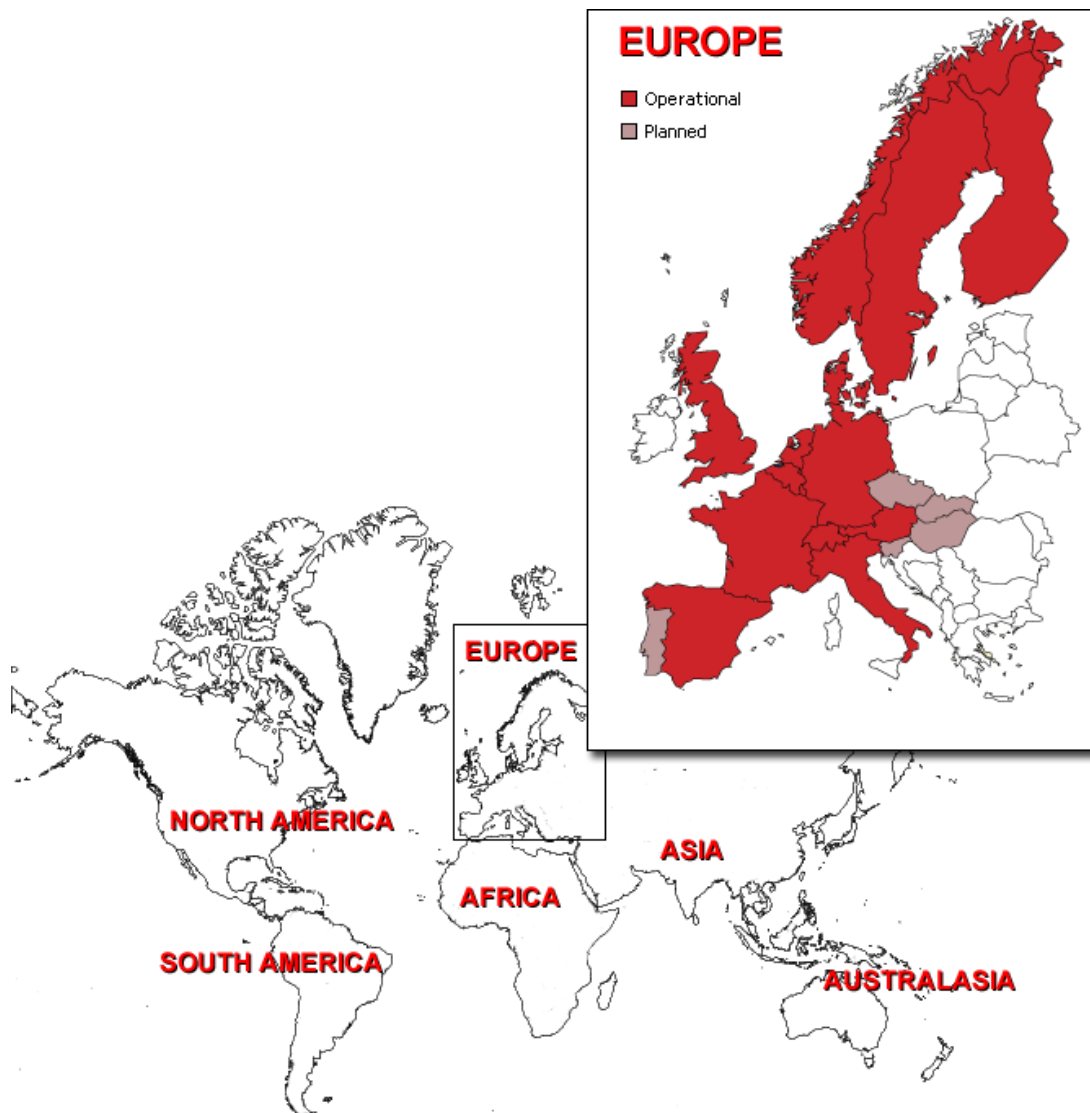 EUROPE
Operational
Planned
EUROPE
NORTH AMERICA
ASIA
AFRICA
SOUTH AMERICA
AUSTRALASIA